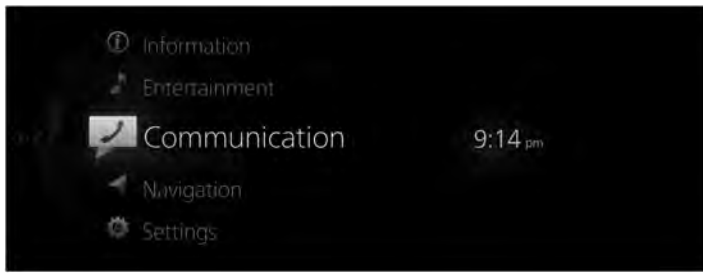 Information
Entertainment
Communication
9:14 pm
Navigation
Settings